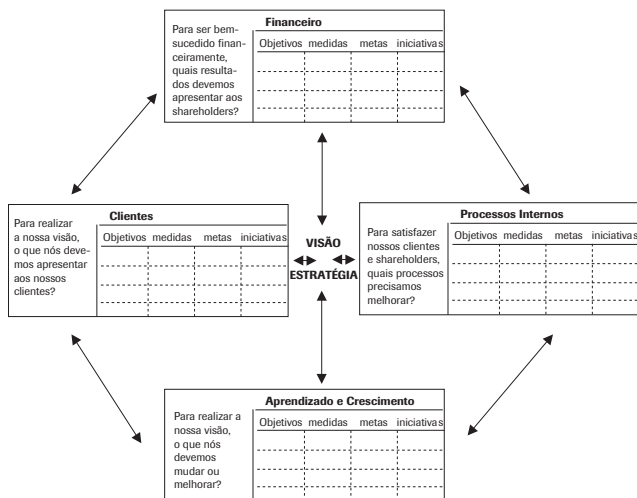 Financeiro
Para ser bem-
sucedido finan-
ceiramente,
quais resulta-
dos devemos
apresentar aos
shareholders?
Objetivos medidas metas iniciativas
Clientes
Para realizar
a nossa visão,
o que nós deve-
mos apresentar
aos nossos
clientes?
Objetivos medidas metas iniciativas
VISÃO
ESTRATÉGIA
Processos Internos
Para satisfazer
nossos clientes
e shareholders,
quais processos
precisamos
melhorar?
Objetivos medidas metas iniciativas
Aprendizado e Crescimento
Para realizar a
nossa visão,
o que nós
devemos
mudar ou
melhorar?
Objetivos medidas metas iniciativas